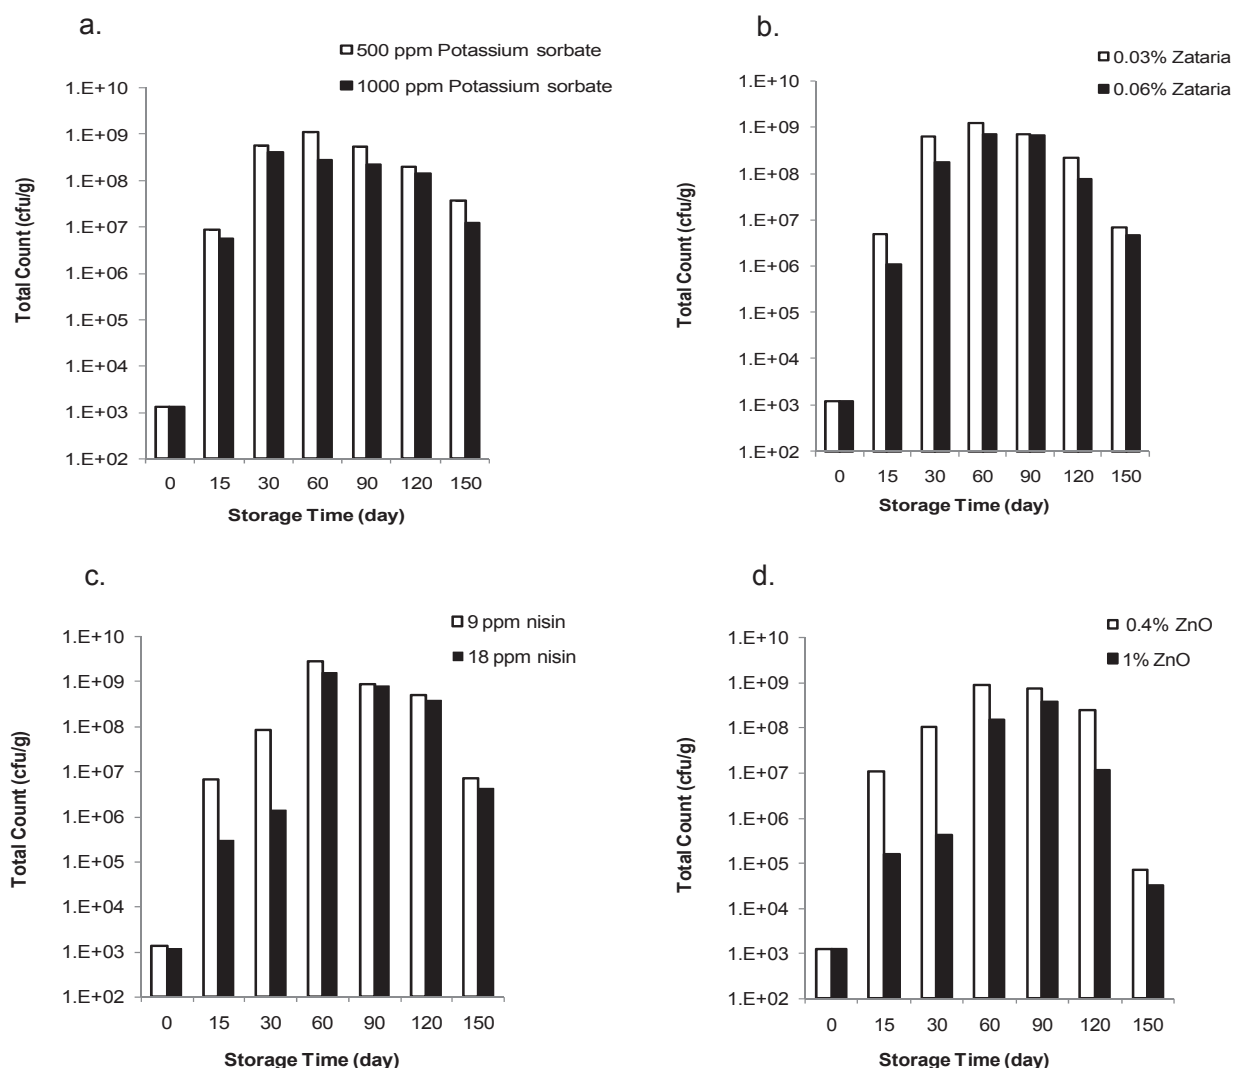 a.
500 ppm Potassium sorbate
1000 ppm Potassium sorbate
1.E+10
1.E+09
1.E+08
1.E+07
1.E+06
1.E+05
1.E+04
1.E+03
1.E+02
Total Count (cfu/g)
0 15 30 60 90 120 150
Storage Time (day)
b.
0.03% Zataria
0.06% Zataria
1.E+10
1.E+09
1.E+08
1.E+07
1.E+06
1.E+05
1.E+04
1.E+03
1.E+02
Total Count (cfu/g)
0 15 30 60 90 120 150
Storage Time (day)
c.
9 ppm nisin
18 ppm nisin
1.E+10
1.E+09
1.E+08
1.E+07
1.E+06
1.E+05
1.E+04
1.E+03
1.E+02
Total Count (cfu/g)
0 15 30 60 90 120 150
Storage Time (day)
d.
0.4% ZnO
1% ZnO
1.E+10
1.E+09
1.E+08
1.E+07
1.E+06
1.E+05
1.E+04
1.E+03
1.E+02
Total Count (cfu/g)
0 15 30 60 90 120 150
Storage Time (day)